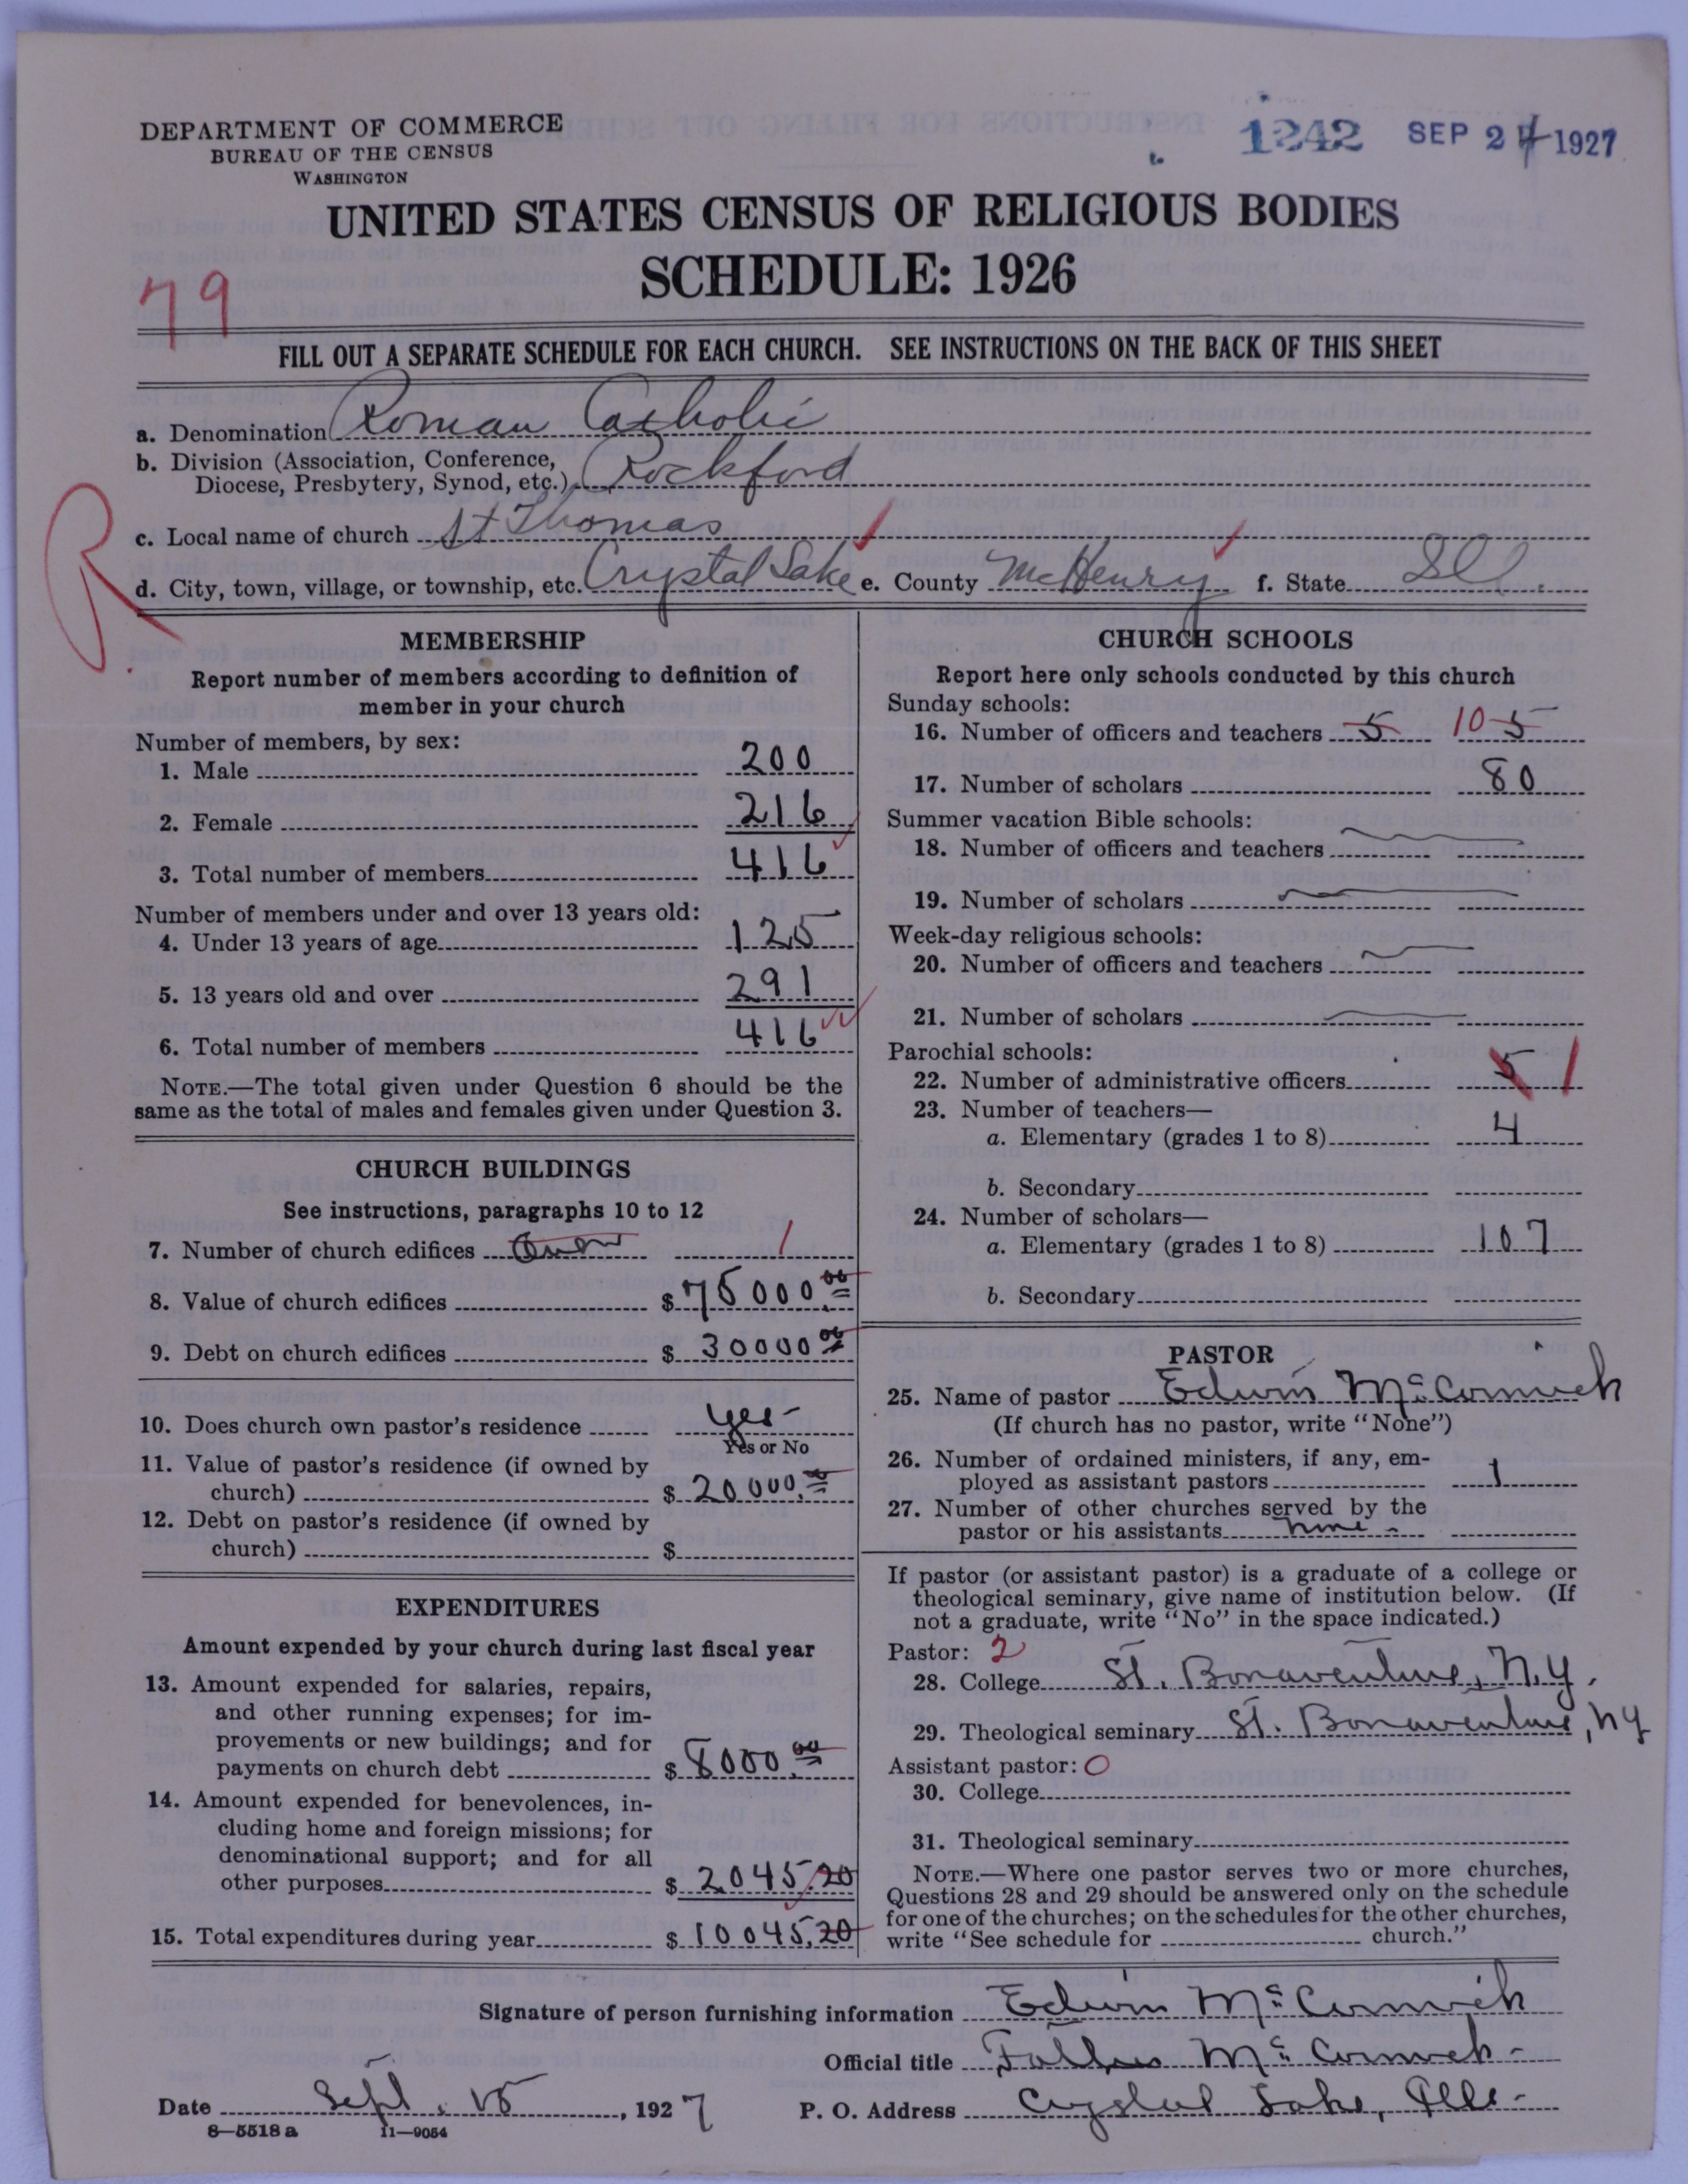 DEPARTMENT OF COMMERCE
BUREAU OF THE CENSUS
WASHINGTON
1242 SEP 24 1927
UNITED STATES CENSUS OF RELIGIOUS BODIES
SCHEDULE: 1926
79
FILL OUT A SEPARATE SCHEDULE FOR EACH CHURCH. SEE INSTRUCTIONS ON THE BACK OF THIS SHEET
a. Denomination Roman Catholic
b. Division (Association, Conference,
Diocese, Presbytery, Synod, etc.) Rockford
R
c. Local name of church St Thomas
d. City, town, village, or township, etc. Crystal Lake e. County McHenry f. State Ill.
MEMBERSHIP
Report number of members according to definition of
member in your church
Number of members, by sex:
1. Male 200
2. Female 216
3. Total number of members 416
Number of members under and over 13 years old:
4. Under 13 years of age 125
5. 13 years old and over 291
6. Total number of members 416
NOTE.—The total given under Question 6 should be the
same as the total of males and females given under Question 3.
CHURCH BUILDINGS
See instructions, paragraphs 10 to 12
7. Number of church edifices 1
8. Value of church edifices $ 75000.00
9. Debt on church edifices $ 30000.00
10. Does church own pastor's residence yes-
Yes or No
11. Value of pastor's residence (if owned by
church) $ 20000.00
12. Debt on pastor's residence (if owned by
church) $
EXPENDITURES
Amount expended by your church during last fiscal year
13. Amount expended for salaries, repairs,
and other running expenses; for im-
provements or new buildings; and for
payments on church debt $ 8000.00
14. Amount expended for benevolences, in-
cluding home and foreign missions; for
denominational support; and for all
other purposes $ 2045.20
15. Total expenditures during year $ 10045.20
CHURCH SCHOOLS
Report here only schools conducted by this church
Sunday schools:
16. Number of officers and teachers 5 10 5
17. Number of scholars 80
Summer vacation Bible schools:
18. Number of officers and teachers
19. Number of scholars
Week-day religious schools:
20. Number of officers and teachers
21. Number of scholars
Parochial schools:
22. Number of administrative officers 5 1
23. Number of teachers—
a. Elementary (grades 1 to 8) 4
b. Secondary
24. Number of scholars—
a. Elementary (grades 1 to 8) 107
b. Secondary
PASTOR
25. Name of pastor Edwin McCormick
(If church has no pastor, write "None")
26. Number of ordained ministers, if any, em-
ployed as assistant pastors 1
27. Number of other churches served by the
pastor or his assistants none -
If pastor (or assistant pastor) is a graduate of a college or
theological seminary, give name of institution below. (If
not a graduate, write "No" in the space indicated.)
Pastor: 2
28. College St. Bonaventure, N.Y.
29. Theological seminary St. Bonaventure, NY
Assistant pastor: 0
30. College
31. Theological seminary
NOTE.—Where one pastor serves two or more churches,
Questions 28 and 29 should be answered only on the schedule
for one of the churches; on the schedules for the other churches,
write "See schedule for church."
Signature of person furnishing information Edwin McCormick
Official title Father McCormick-
Date Sept. 15, 1927 P. O. Address Crystal Lake, Ills-
8—5518 a 11—9054